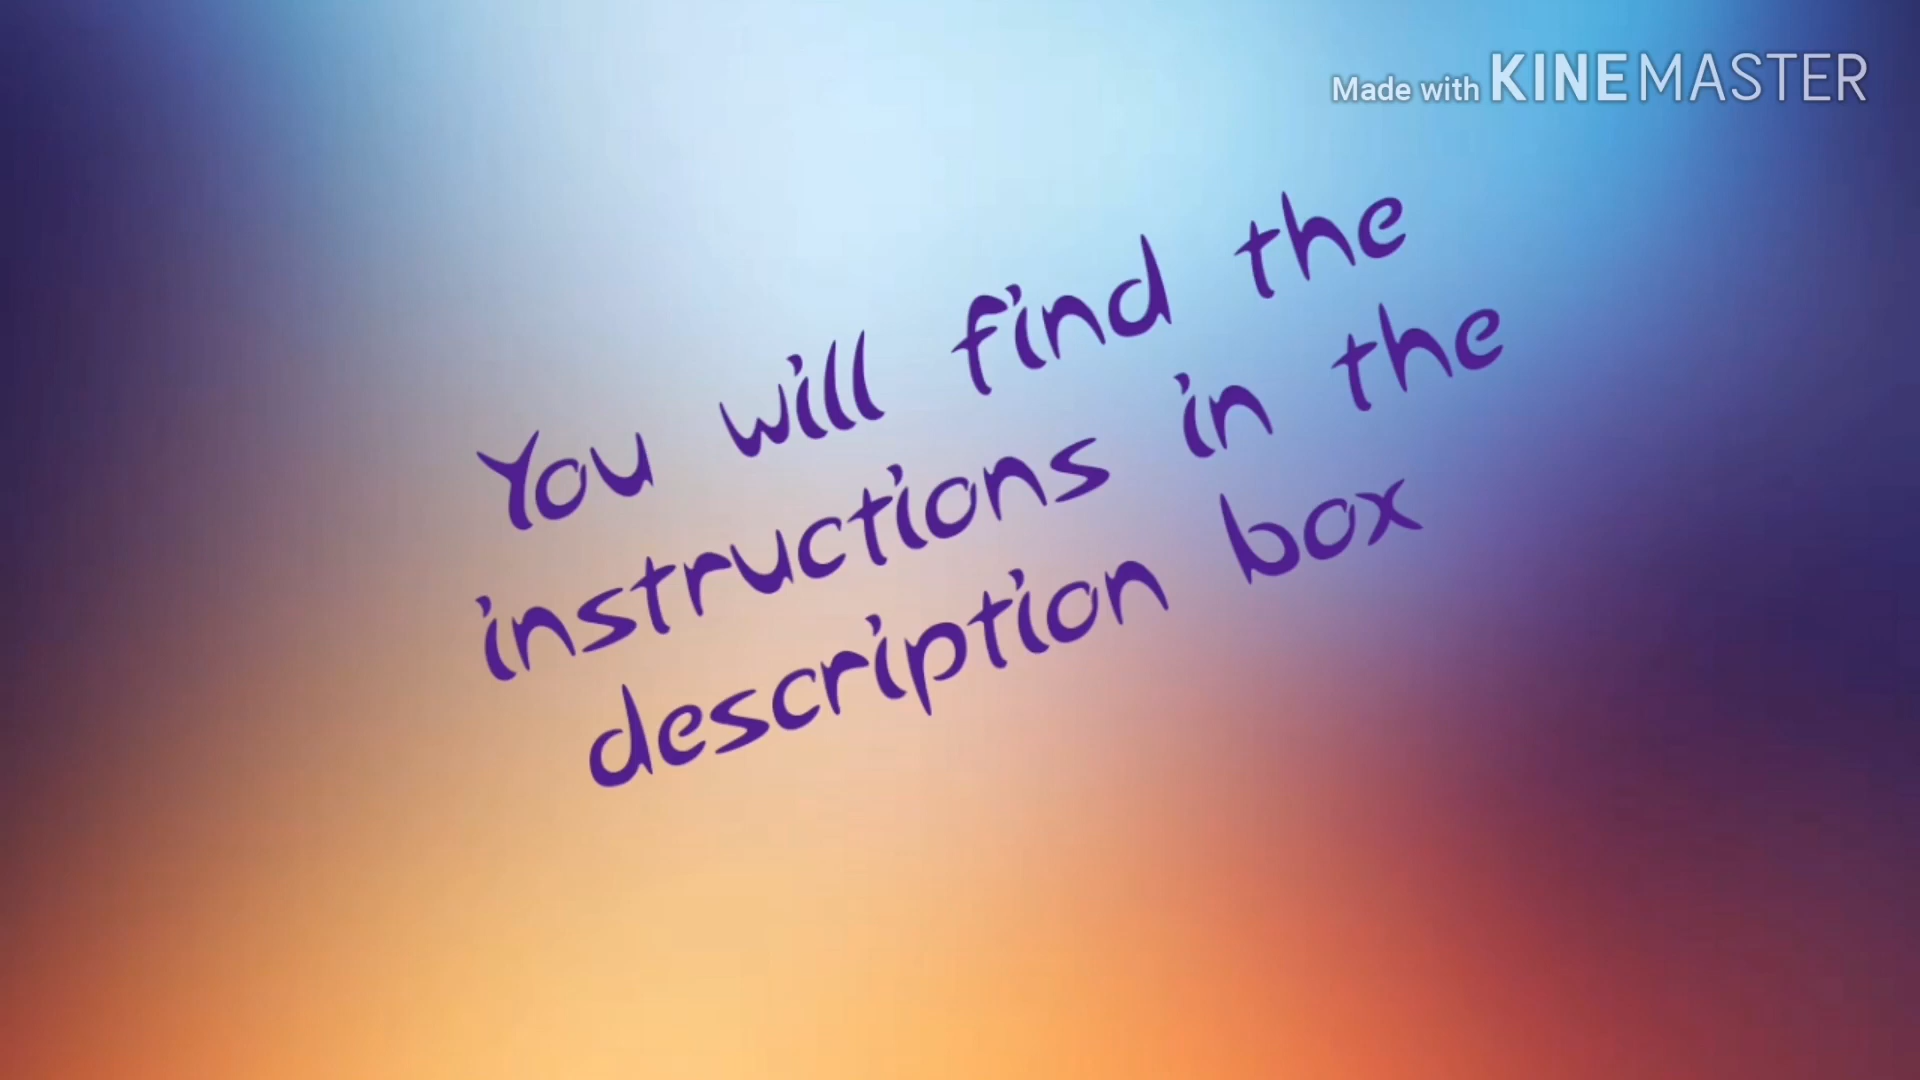 Made with KINEMASTER
You will find the
instructions in the
description box